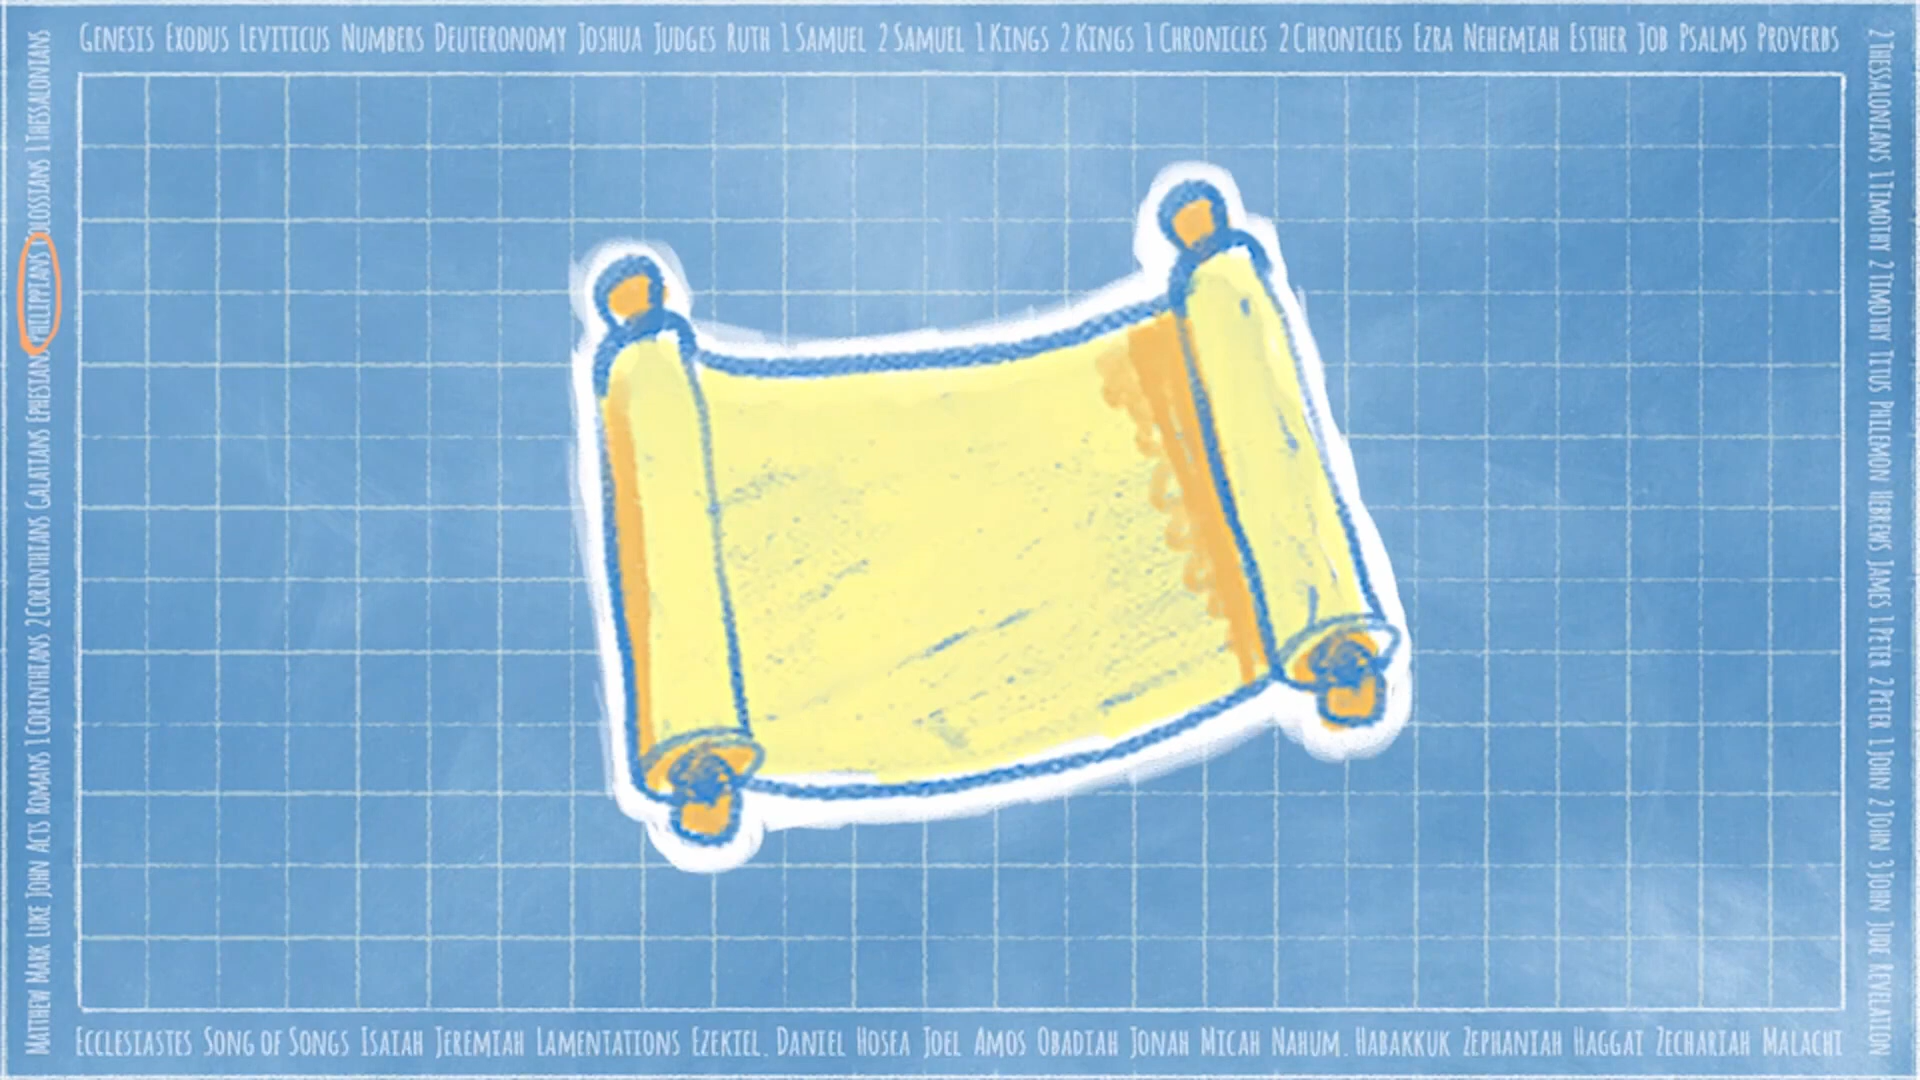 Genesis Exodus Leviticus Numbers Deuteronomy Joshua Judges Ruth 1 Samuel 2 Samuel 1 Kings 2 Kings 1 Chronicles 2 Chronicles Ezra Nehemiah Esther Job Psalms Proverbs
Ecclesiastes Song of Songs Isaiah Jeremiah Lamentations Ezekiel. Daniel Hosea Joel Amos Obadiah Jonah Micah Nahum. Habakkuk Zephaniah Haggai Zechariah Malachi
Matthew Mark Luke John Acts Romans 1 Corinthians 2 Corinthians Galatians Ephesians Philippians Colossians 1 Thessalonians
2 Thessalonians 1 Timothy 2 Timothy Titus Philemon Hebrews James 1 Peter 2 Peter 1 John 2 John 3 John Jude Revelation